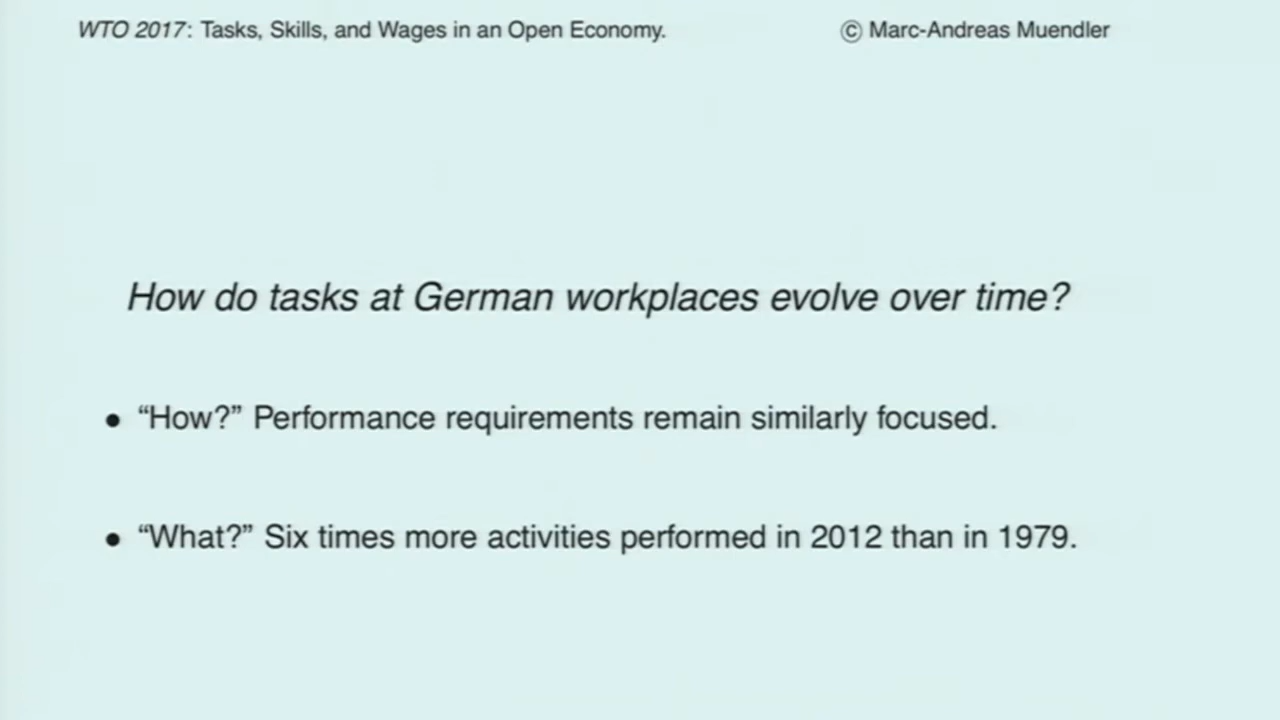 WTO 2017: Tasks, Skills, and Wages in an Open Economy. © Marc-Andreas Muendler
How do tasks at German workplaces evolve over time?
• “How?” Performance requirements remain similarly focused.
• “What?” Six times more activities performed in 2012 than in 1979.